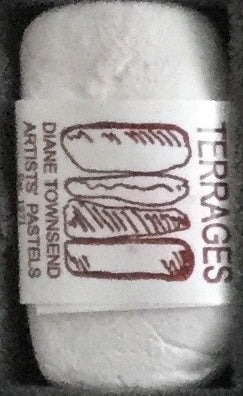 TERRAGES
DIANE TOWNSEND
ARTISTS' PASTELS